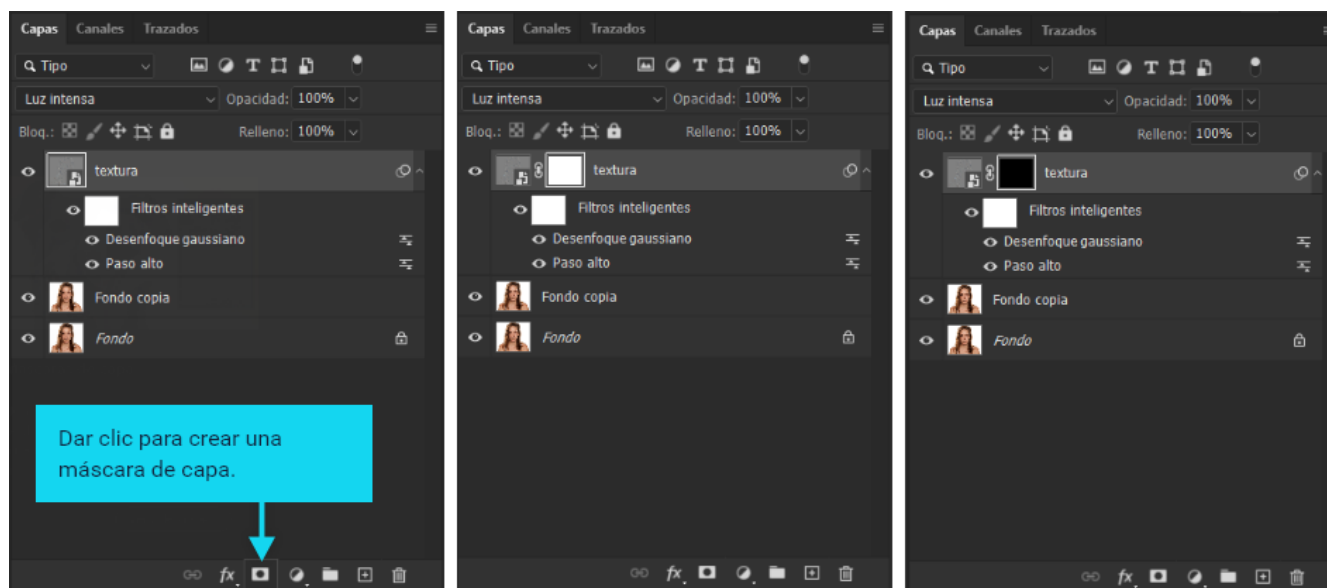 Capas Canales Trazados
Tipo
Luz intensa Opacidad: 100%
Bloq.: Relleno: 100%
textura
Filtros inteligentes
Desenfoque gaussiano
Paso alto
Fondo copia
Fondo
Dar clic para crear una
máscara de capa.
fx
Capas Canales Trazados
Tipo
Luz intensa Opacidad: 100%
Bloq.: Relleno: 100%
textura
Filtros inteligentes
Desenfoque gaussiano
Paso alto
Fondo copia
Fondo
fx
Capas Canales Trazados
Tipo
Luz intensa Opacidad: 100%
Bloq.: Relleno: 100%
textura
Filtros inteligentes
Desenfoque gaussiano
Paso alto
Fondo copia
Fondo
fx